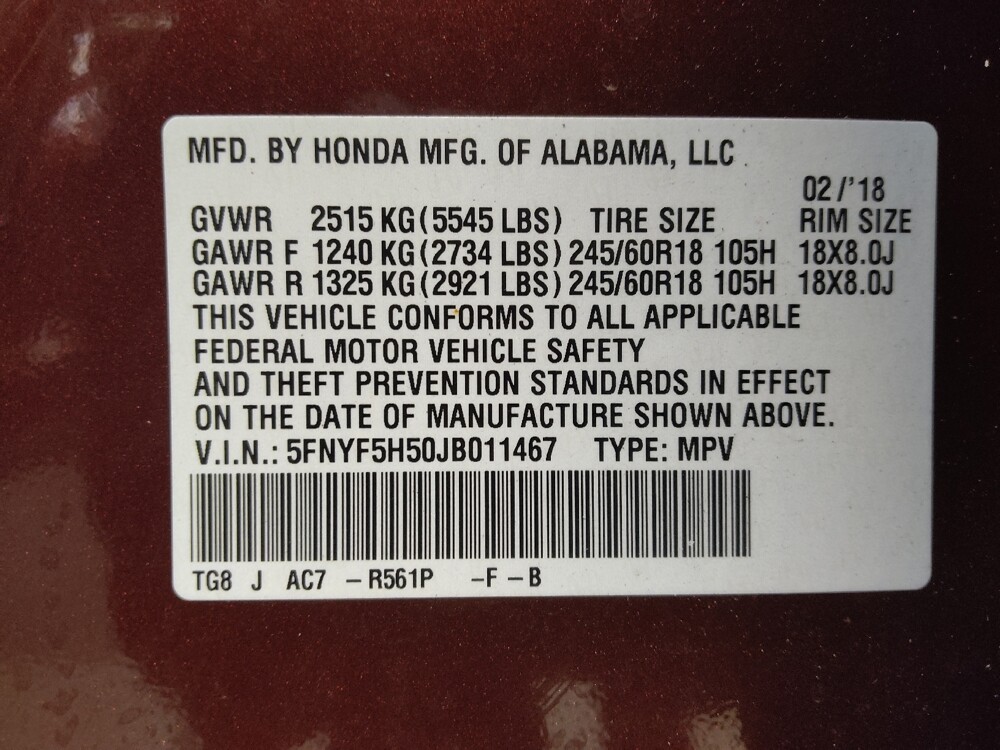 MFD. BY HONDA MFG. OF ALABAMA, LLC
02/'18
GVWR 2515 KG (5545 LBS) TIRE SIZE RIM SIZE
GAWR F 1240 KG (2734 LBS) 245/60R18 105H 18X8.0J
GAWR R 1325 KG (2921 LBS) 245/60R18 105H 18X8.0J
THIS VEHICLE CONFORMS TO ALL APPLICABLE
FEDERAL MOTOR VEHICLE SAFETY
AND THEFT PREVENTION STANDARDS IN EFFECT
ON THE DATE OF MANUFACTURE SHOWN ABOVE.
V.I.N.: 5FNYF5H50JB011467 TYPE: MPV
TG8 J AC7 – R561P –F – B